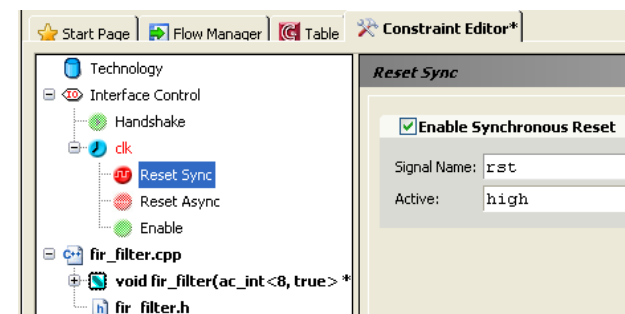 Start Page Flow Manager Table Constraint Editor*
Technology
Interface Control
Handshake
clk
Reset Sync
Reset Async
Enable
fir_filter.cpp
void fir_filter(ac_int<8, true> *
fir_filter.h
Reset Sync
Enable Synchronous Reset
Signal Name: rst
Active: high